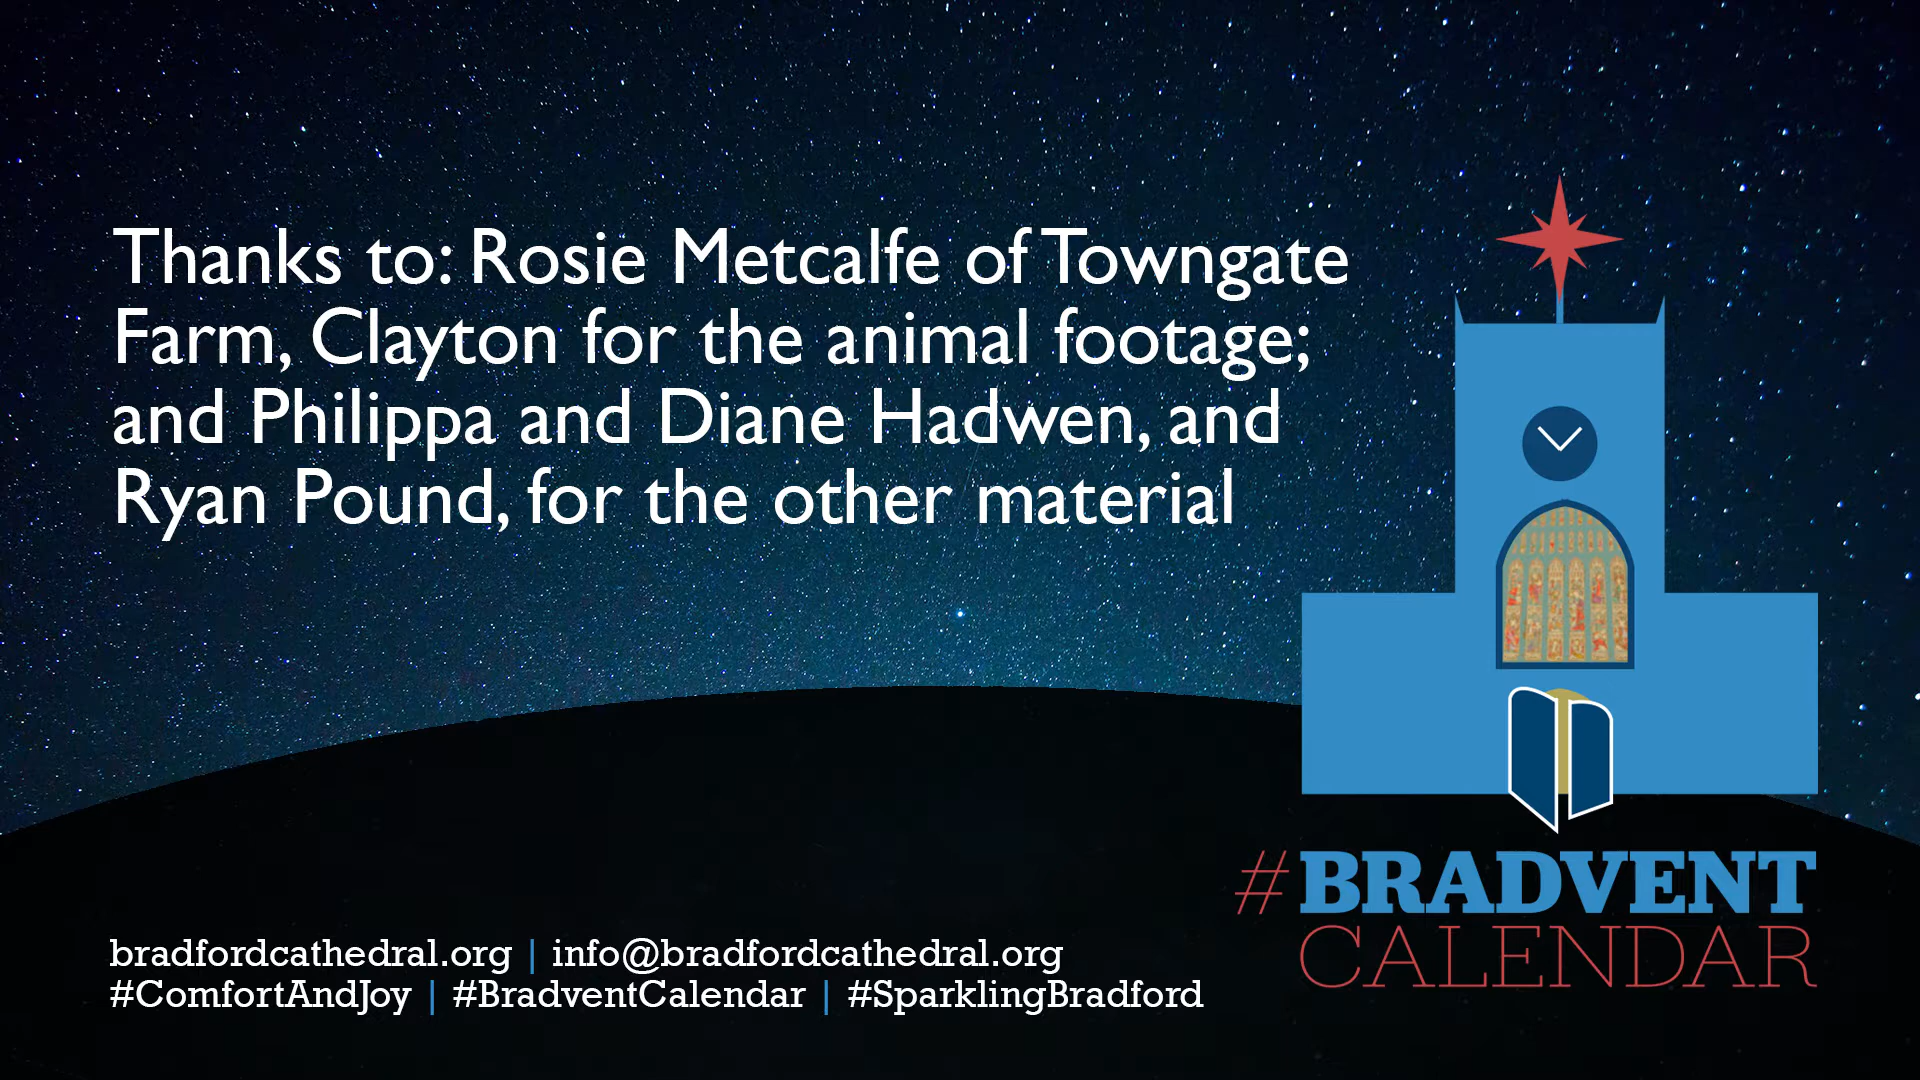 Thanks to: Rosie Metcalfe of Towngate
Farm, Clayton for the animal footage;
and Philippa and Diane Hadwen, and
Ryan Pound, for the other material
#BRADVENT
CALENDAR
bradfordcathedral.org | info@bradfordcathedral.org
#ComfortAndJoy | #BradventCalendar | #SparklingBradford